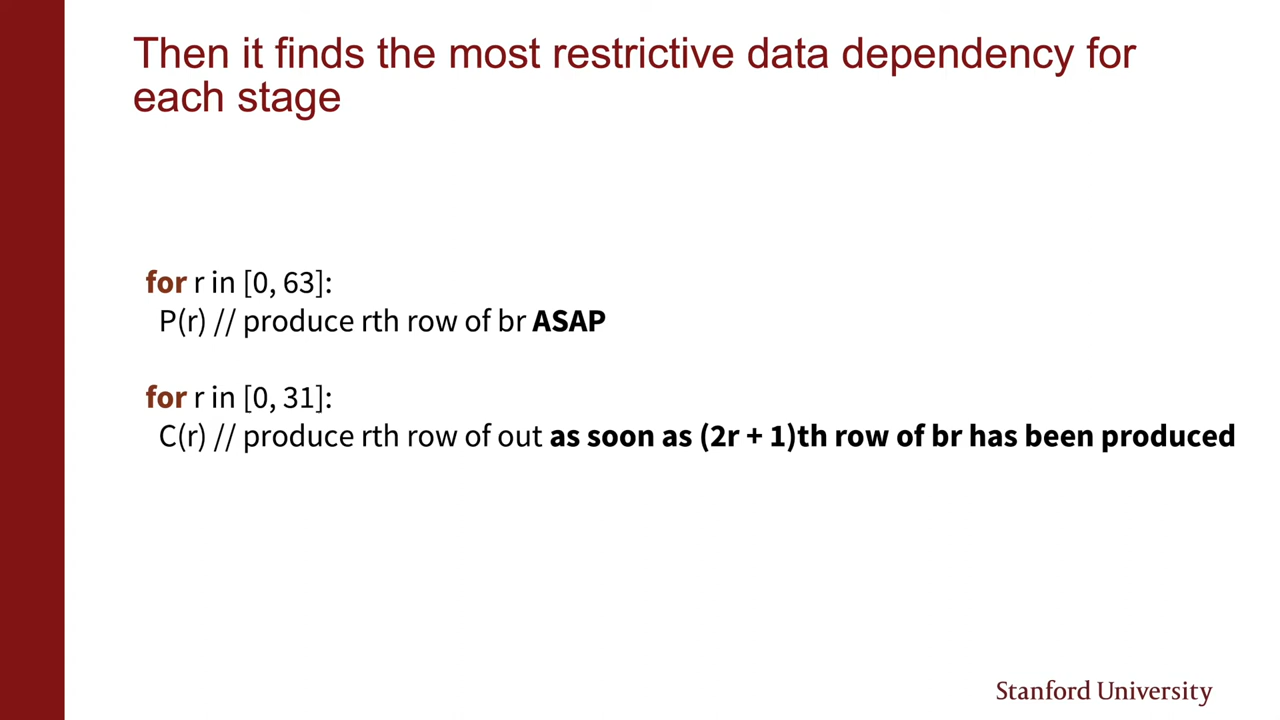 Then it finds the most restrictive data dependency for
each stage
for r in [0, 63]:
P(r) // produce rth row of br ASAP
for r in [0, 31]:
C(r) // produce rth row of out as soon as (2r + 1)th row of br has been produced
Stanford University